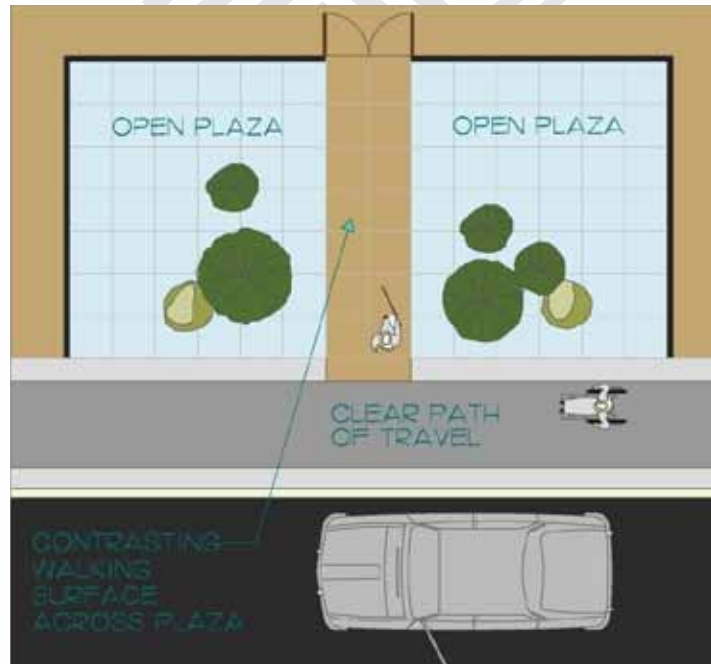 OPEN PLAZA
OPEN PLAZA
CLEAR PATH
OF TRAVEL
CONTRASTING
WALKING
SURFACE
ACROSS PLAZA